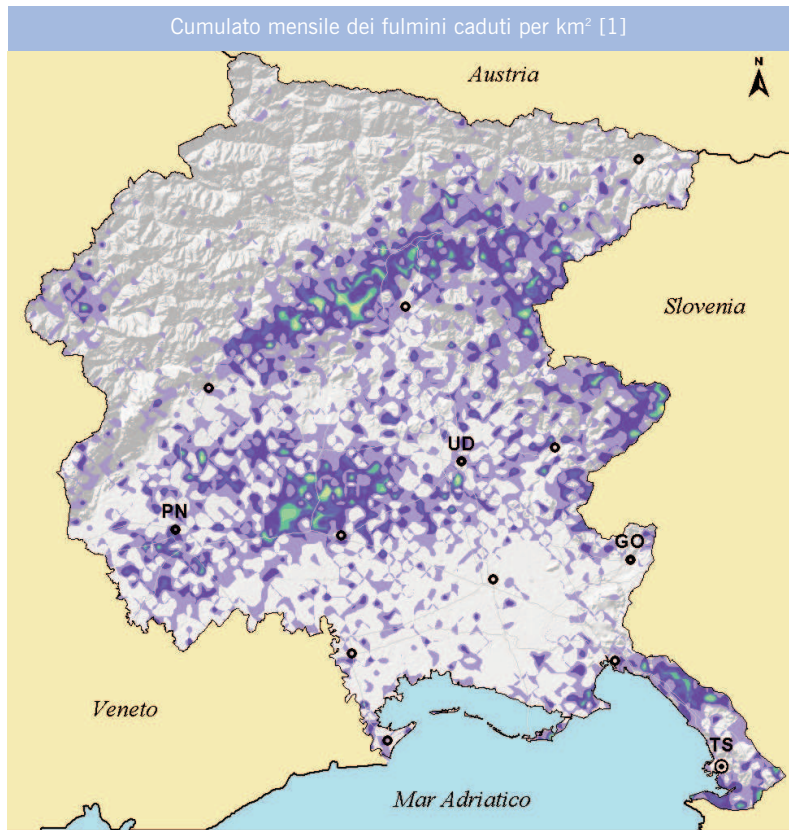 Cumulato mensile dei fulmini caduti per km² [1]
Austria
N
Slovenia
UD
PN
GO
Veneto
TS
Mar Adriatico